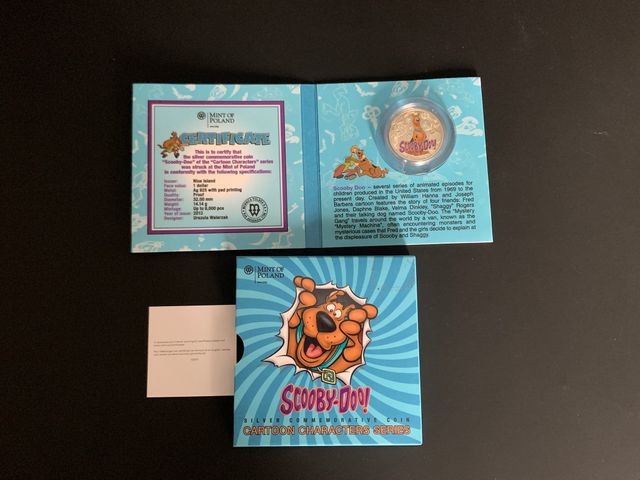 MINT OF
POLAND
CERTIFICATE
This is to certify that
the silver commemorative coin
"Scooby-Doo" of the "Cartoon Characters" series
was struck at the Mint of Poland
in conformity with the following specifications:
Issuer: Niue Island
Face value: 1 dollar
Metal: Ag 925 with pad printing
Quality: Proof
Diameter: 32.00 mm
Weight: 14.14 g
Mintage: Up to 8,000 pcs
Year of issue: 2013
Designer: Urszula Walerzak
SCOOBY-DOO!
Scooby Doo – several series of animated episodes for
children produced in the United States from 1969 to the
present day. Created by William Hanna and Joseph
Barbera cartoon features the story of four friends: Fred
Jones, Daphne Blake, Velma Dinkley, "Shaggy" Rogers
and their talking dog named Scooby-Doo. The "Mystery
Gang" travels around the world by a van, known as the
"Mystery Machine", often encountering monsters and
mysterious cases that Fred and the girls decide to explain at
the displeasure of Scooby and Shaggy.
MINT OF
POLAND
SD
SCOOBY-DOO!
SILVER COMMEMORATIVE COIN
CARTOON CHARACTERS SERIES